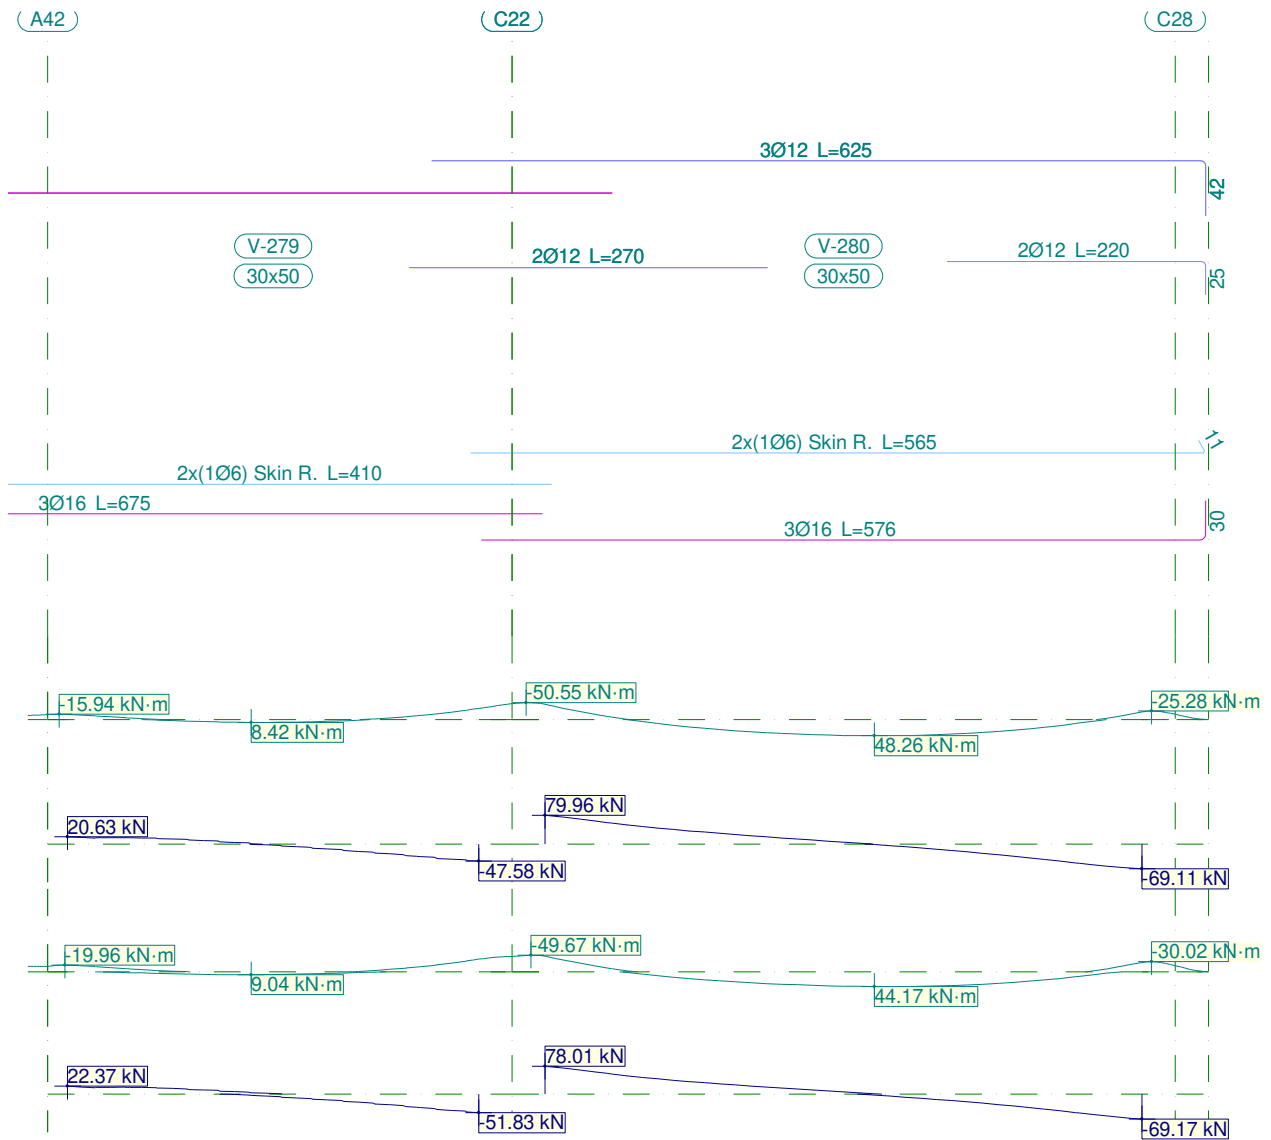 A42
C22
C28
3Ø12 L=625
42
V-279
30x50
2Ø12 L=270
V-280
30x50
2Ø12 L=220
25
2x(1Ø6) Skin R. L=565
11
2x(1Ø6) Skin R. L=410
3Ø16 L=675
3Ø16 L=576
30
-15.94 kN·m
8.42 kN·m
-50.55 kN·m
48.26 kN·m
-25.28 kN·m
20.63 kN
-47.58 kN
79.96 kN
-69.11 kN
-19.96 kN·m
9.04 kN·m
-49.67 kN·m
44.17 kN·m
-30.02 kN·m
22.37 kN
-51.83 kN
78.01 kN
-69.17 kN